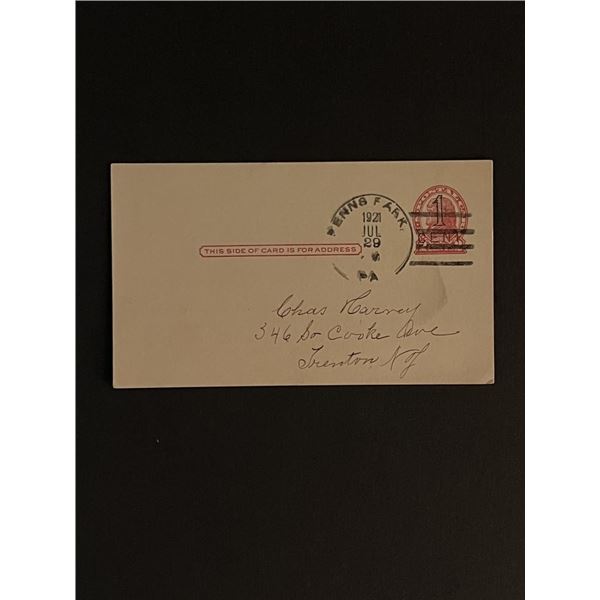 PENNS PARK.
1921
JUL
29
PA
1
CENT
THIS SIDE OF CARD IS FOR ADDRESS
Chas Harvey
346 So Cooke Ave
Trenton NJ